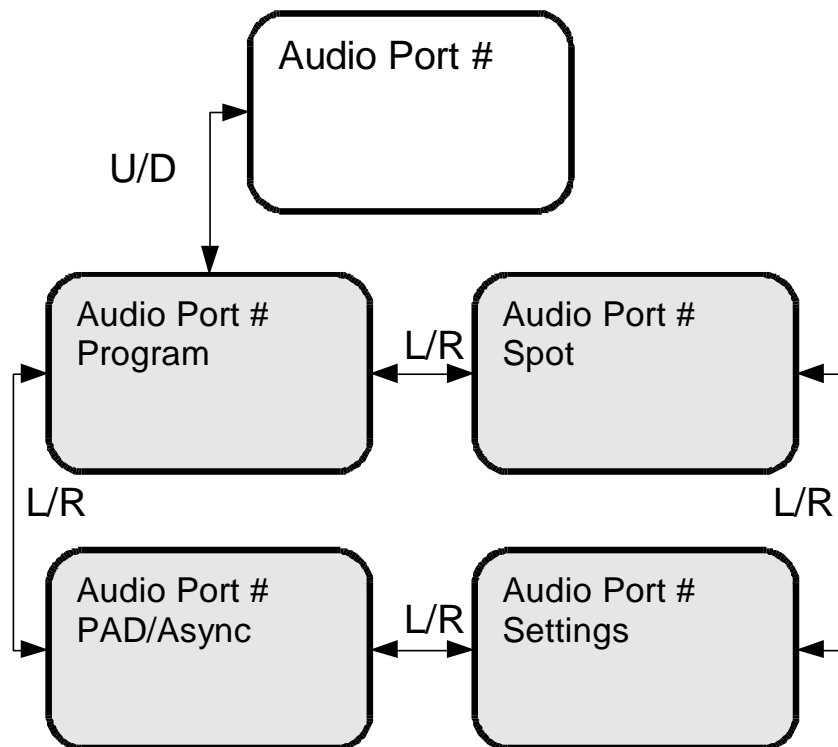 Audio Port #
U/D
Audio Port #
Program
L/R
Audio Port #
Spot
L/R
L/R
Audio Port #
PAD/Async
L/R
Audio Port #
Settings